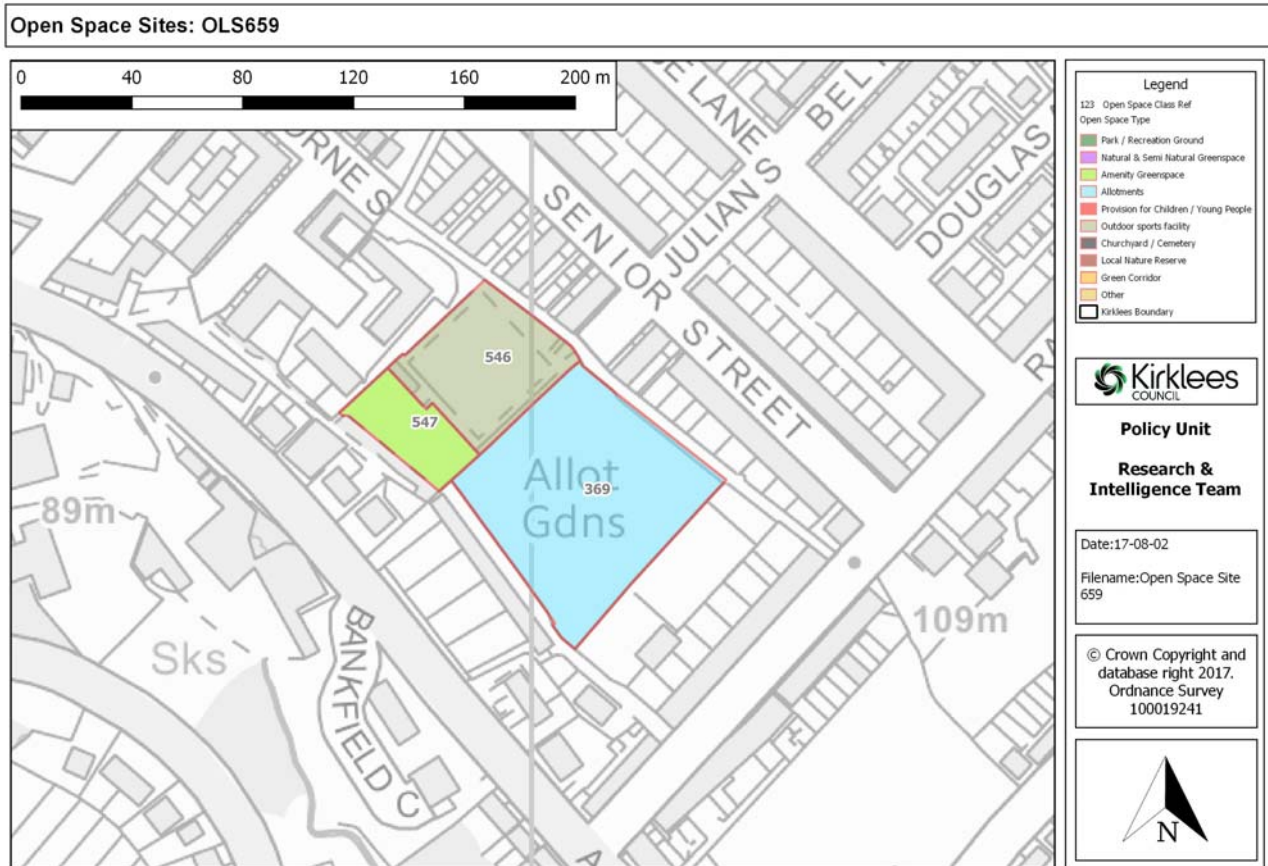 Open Space Sites: OLS659
0 40 80 120 160 200 m
ORNE S
SENIOR STREET
E LANE
JULIAN S
BEL
DOUGLAS
RA
546
547
Allot
369
Gdns
89m
Sks
BANKFIELD C
109m
A
Legend
123 Open Space Class Ref
Open Space Type
Park / Recreation Ground
Natural & Semi Natural Greenspace
Amenity Greenspace
Allotments
Provision for Children / Young People
Outdoor sports facility
Churchyard / Cemetery
Local Nature Reserve
Green Corridor
Other
Kirklees Boundary
Kirklees
COUNCIL
Policy Unit
Research &
Intelligence Team
Date:17-08-02
Filename:Open Space Site
659
© Crown Copyright and
database right 2017.
Ordnance Survey
100019241
N